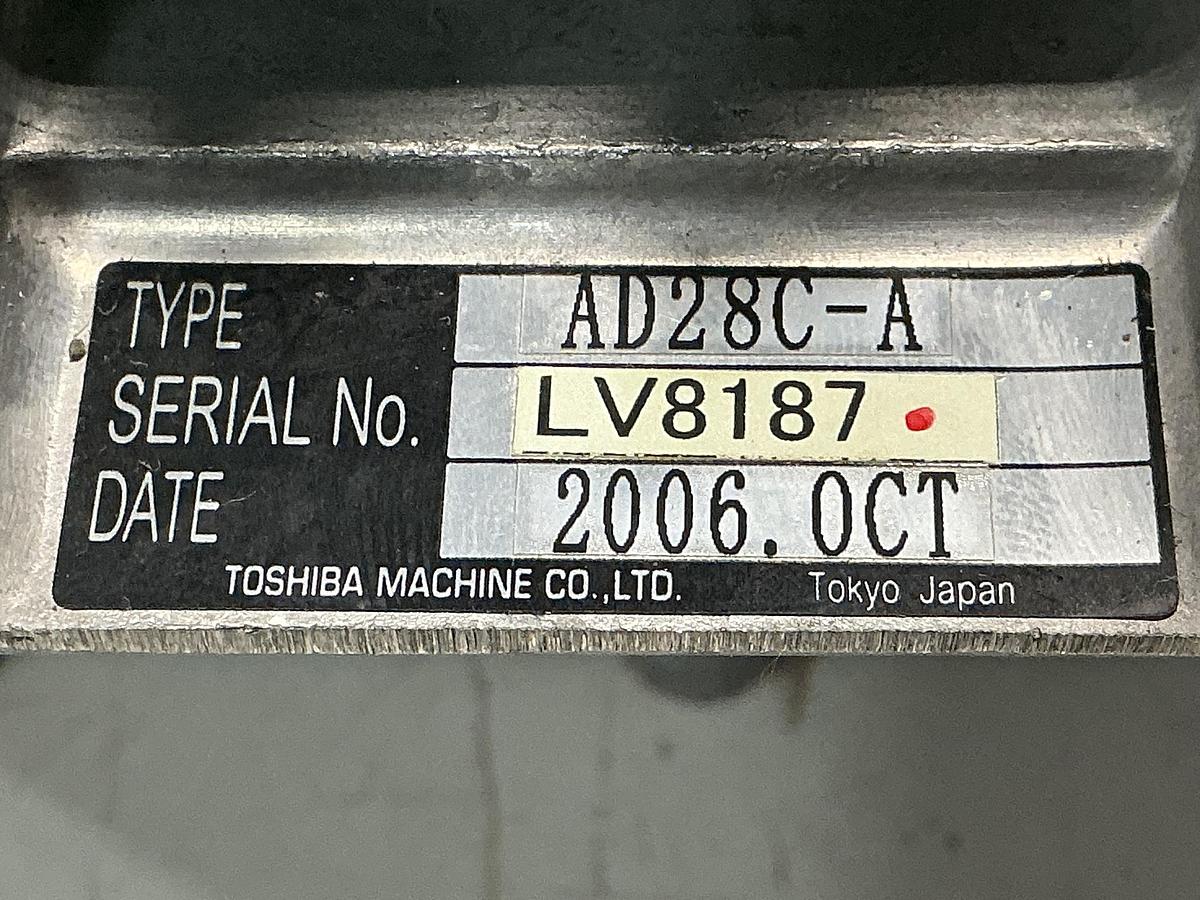 TYPE AD28C-A
SERIAL No. LV8187
DATE 2006.OCT
TOSHIBA MACHINE CO.,LTD. Tokyo Japan